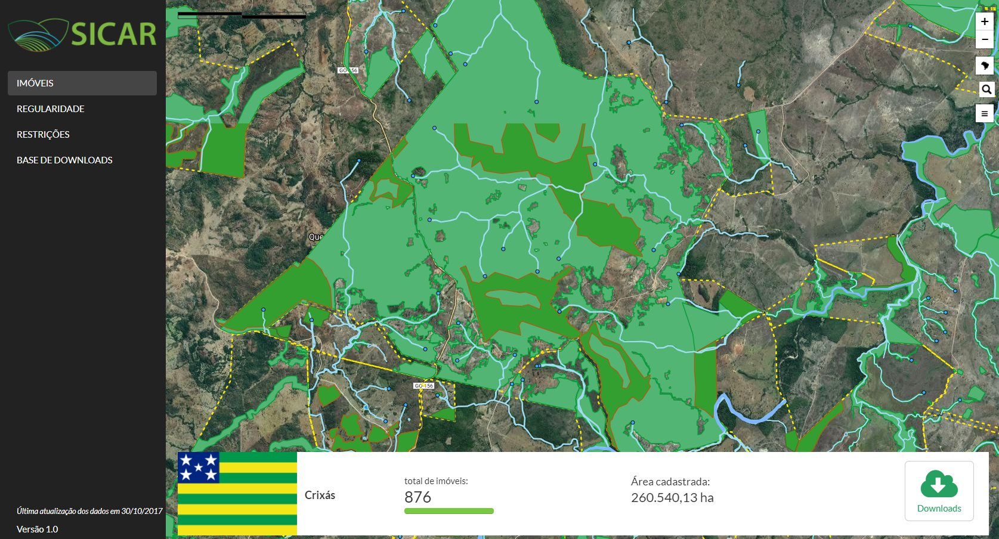 SICAR
IMÓVEIS
REGULARIDADE
RESTRIÇÕES
BASE DE DOWNLOADS
Última atualização dos dados em 30/10/2017
Versão 1.0
2km
GO-156
Que
GO-156
+
−
≡
Crixás
total de imóveis:
876
Área cadastrada:
260.540,13 ha
Downloads